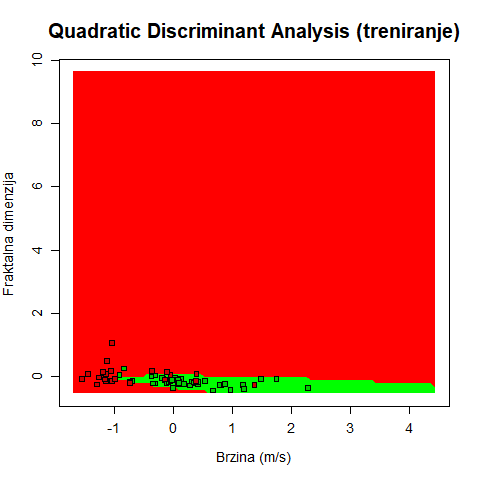 Quadratic Discriminant Analysis (treniranje)
Fraktalna dimenzija
10
8
6
4
2
0
-1 0 1 2 3 4
Brzina (m/s)